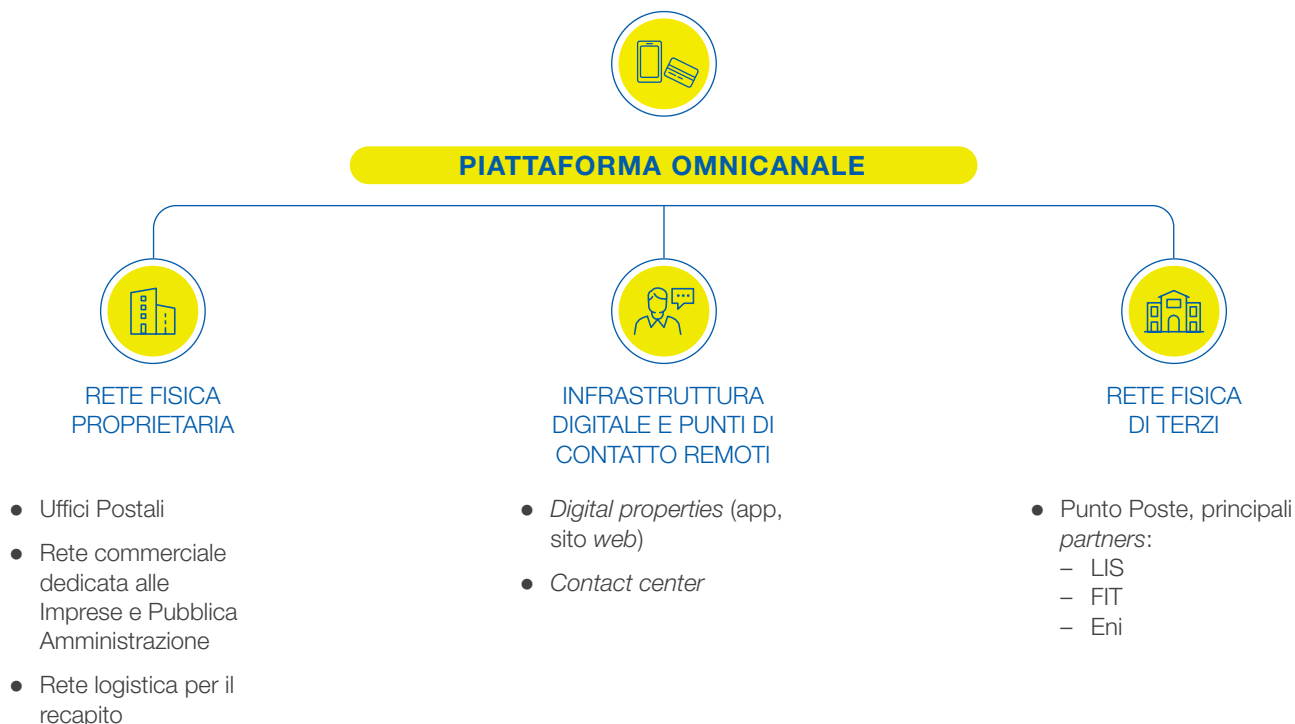 PIATTAFORMA OMNICANALE
RETE FISICA
PROPRIETARIA
● Uffici Postali
● Rete commerciale
dedicata alle
Imprese e Pubblica
Amministrazione
● Rete logistica per il
recapito
INFRASTRUTTURA
DIGITALE E PUNTI DI
CONTATTO REMOTI
● Digital properties (app,
sito web)
● Contact center
RETE FISICA
DI TERZI
● Punto Poste, principali
partners:
– LIS
– FIT
– Eni